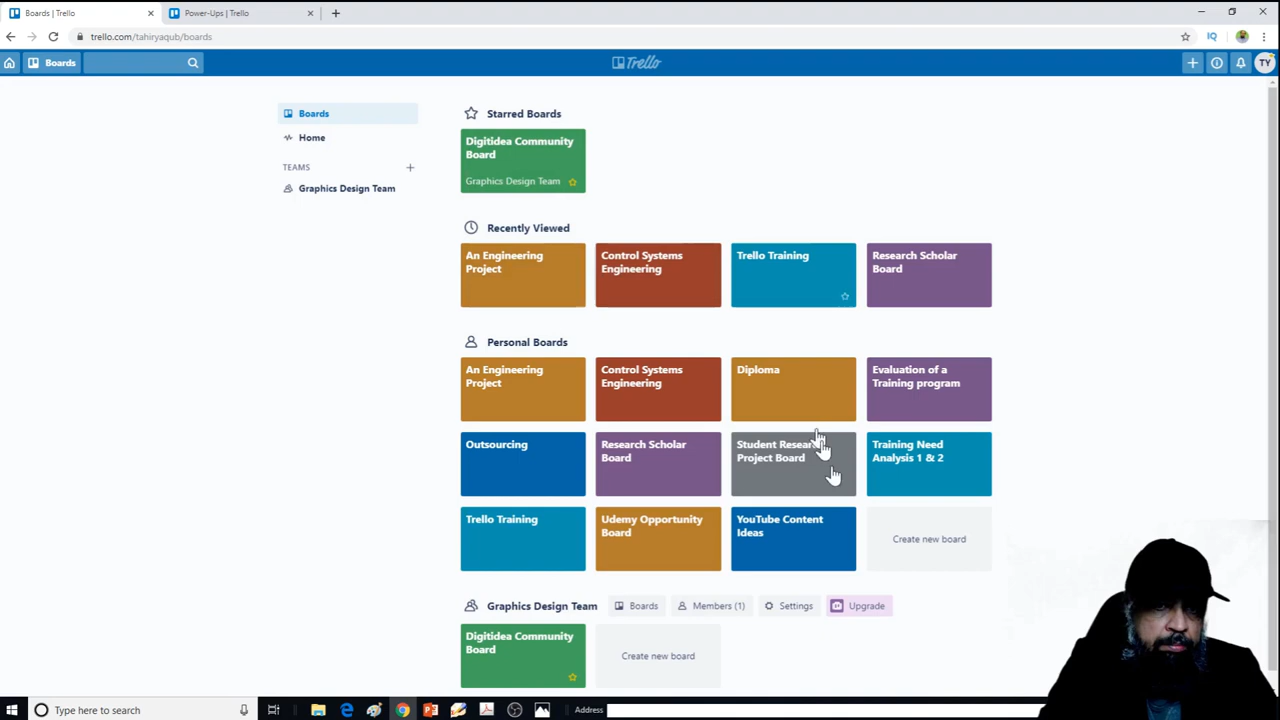 Boards | Trello
Power-Ups | Trello
trello.com/tahiryaqub/boards
IQ
Boards
Trello
TY
Boards
Home
TEAMS
Graphics Design Team
Starred Boards
Digitidea Community
Board
Graphics Design Team
Recently Viewed
An Engineering
Project
Control Systems
Engineering
Trello Training
Research Scholar
Board
Personal Boards
An Engineering
Project
Control Systems
Engineering
Diploma
Evaluation of a
Training program
Outsourcing
Research Scholar
Board
Student Research
Project Board
Training Need
Analysis 1 & 2
Trello Training
Udemy Opportunity
Board
YouTube Content
Ideas
Create new board
Graphics Design Team
Boards
Members (1)
Settings
Upgrade
Digitidea Community
Board
Create new board
Type here to search
Address